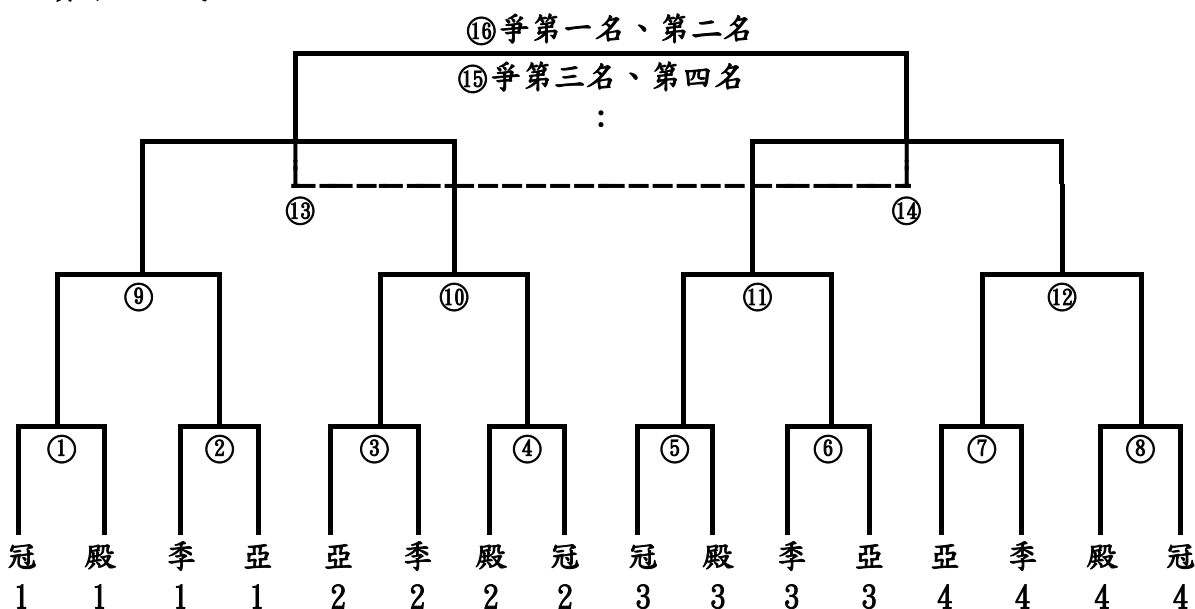 ⑯爭第一名、第二名
⑮爭第三名、第四名
:
⑬ ⑭
⑨ ⑩ ⑪ ⑫
① ② ③ ④ ⑤ ⑥ ⑦ ⑧
冠 殿 季 亞 亞 季 殿 冠 冠 殿 季 亞 亞 季 殿 冠
1 1 1 1 2 2 2 2 3 3 3 3 4 4 4 4